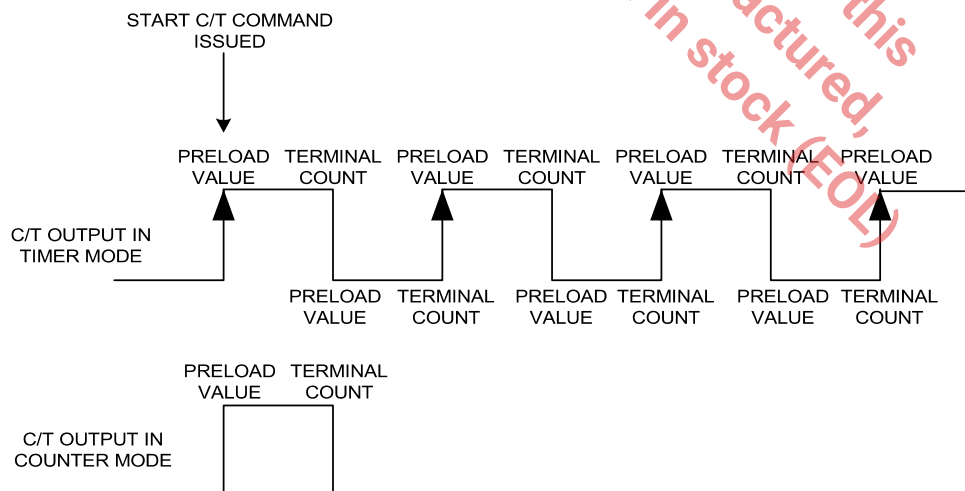 START C/T COMMAND
ISSUED
this
actured,
in stock (EOL)
PRELOAD TERMINAL PRELOAD TERMINAL PRELOAD TERMINAL PRELOAD
VALUE COUNT VALUE COUNT VALUE COUNT VALUE
C/T OUTPUT IN
TIMER MODE
PRELOAD TERMINAL PRELOAD TERMINAL PRELOAD TERMINAL
VALUE COUNT VALUE COUNT VALUE COUNT
PRELOAD TERMINAL
VALUE COUNT
C/T OUTPUT IN
COUNTER MODE